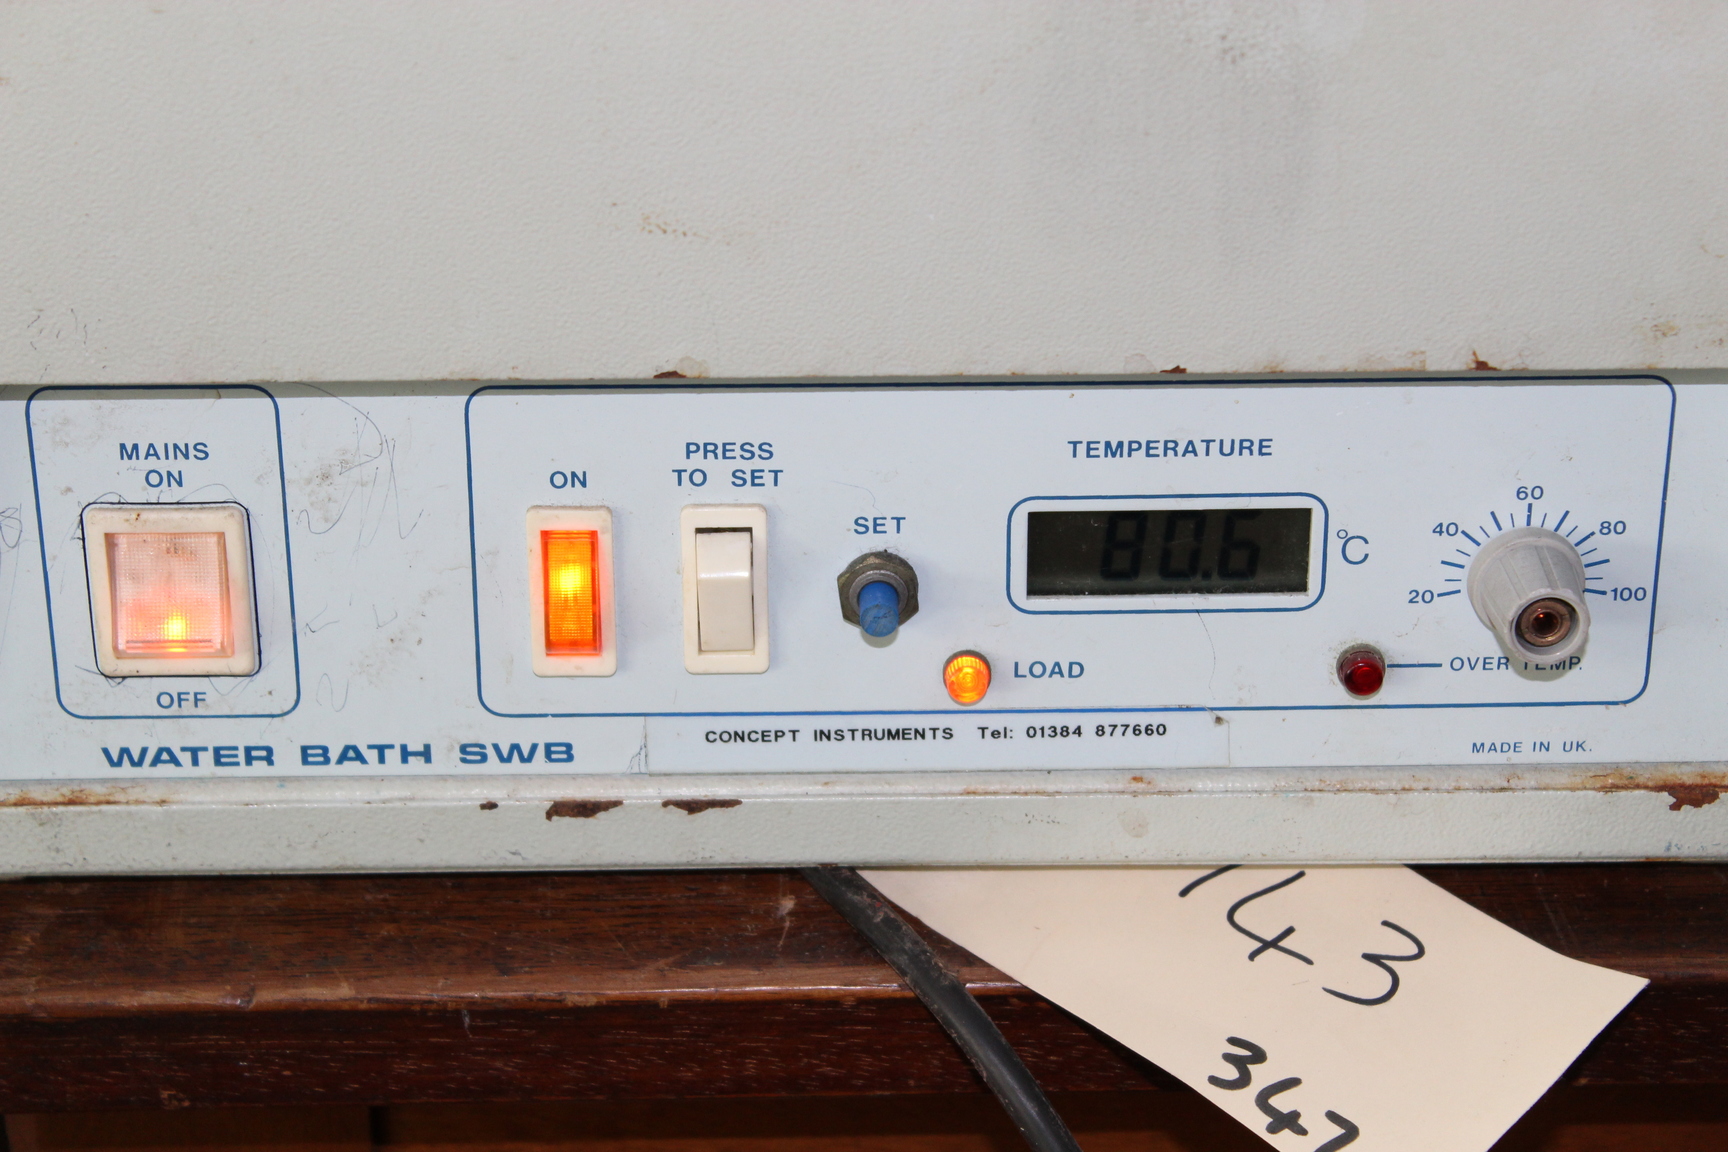 MAINS
ON
OFF
ON
PRESS
TO SET
SET
LOAD
TEMPERATURE
80.6
°C
20
40
60
80
100
OVER TEMP.
WATER BATH SWB
CONCEPT INSTRUMENTS Tel: 01384 877660
MADE IN UK.
143
347